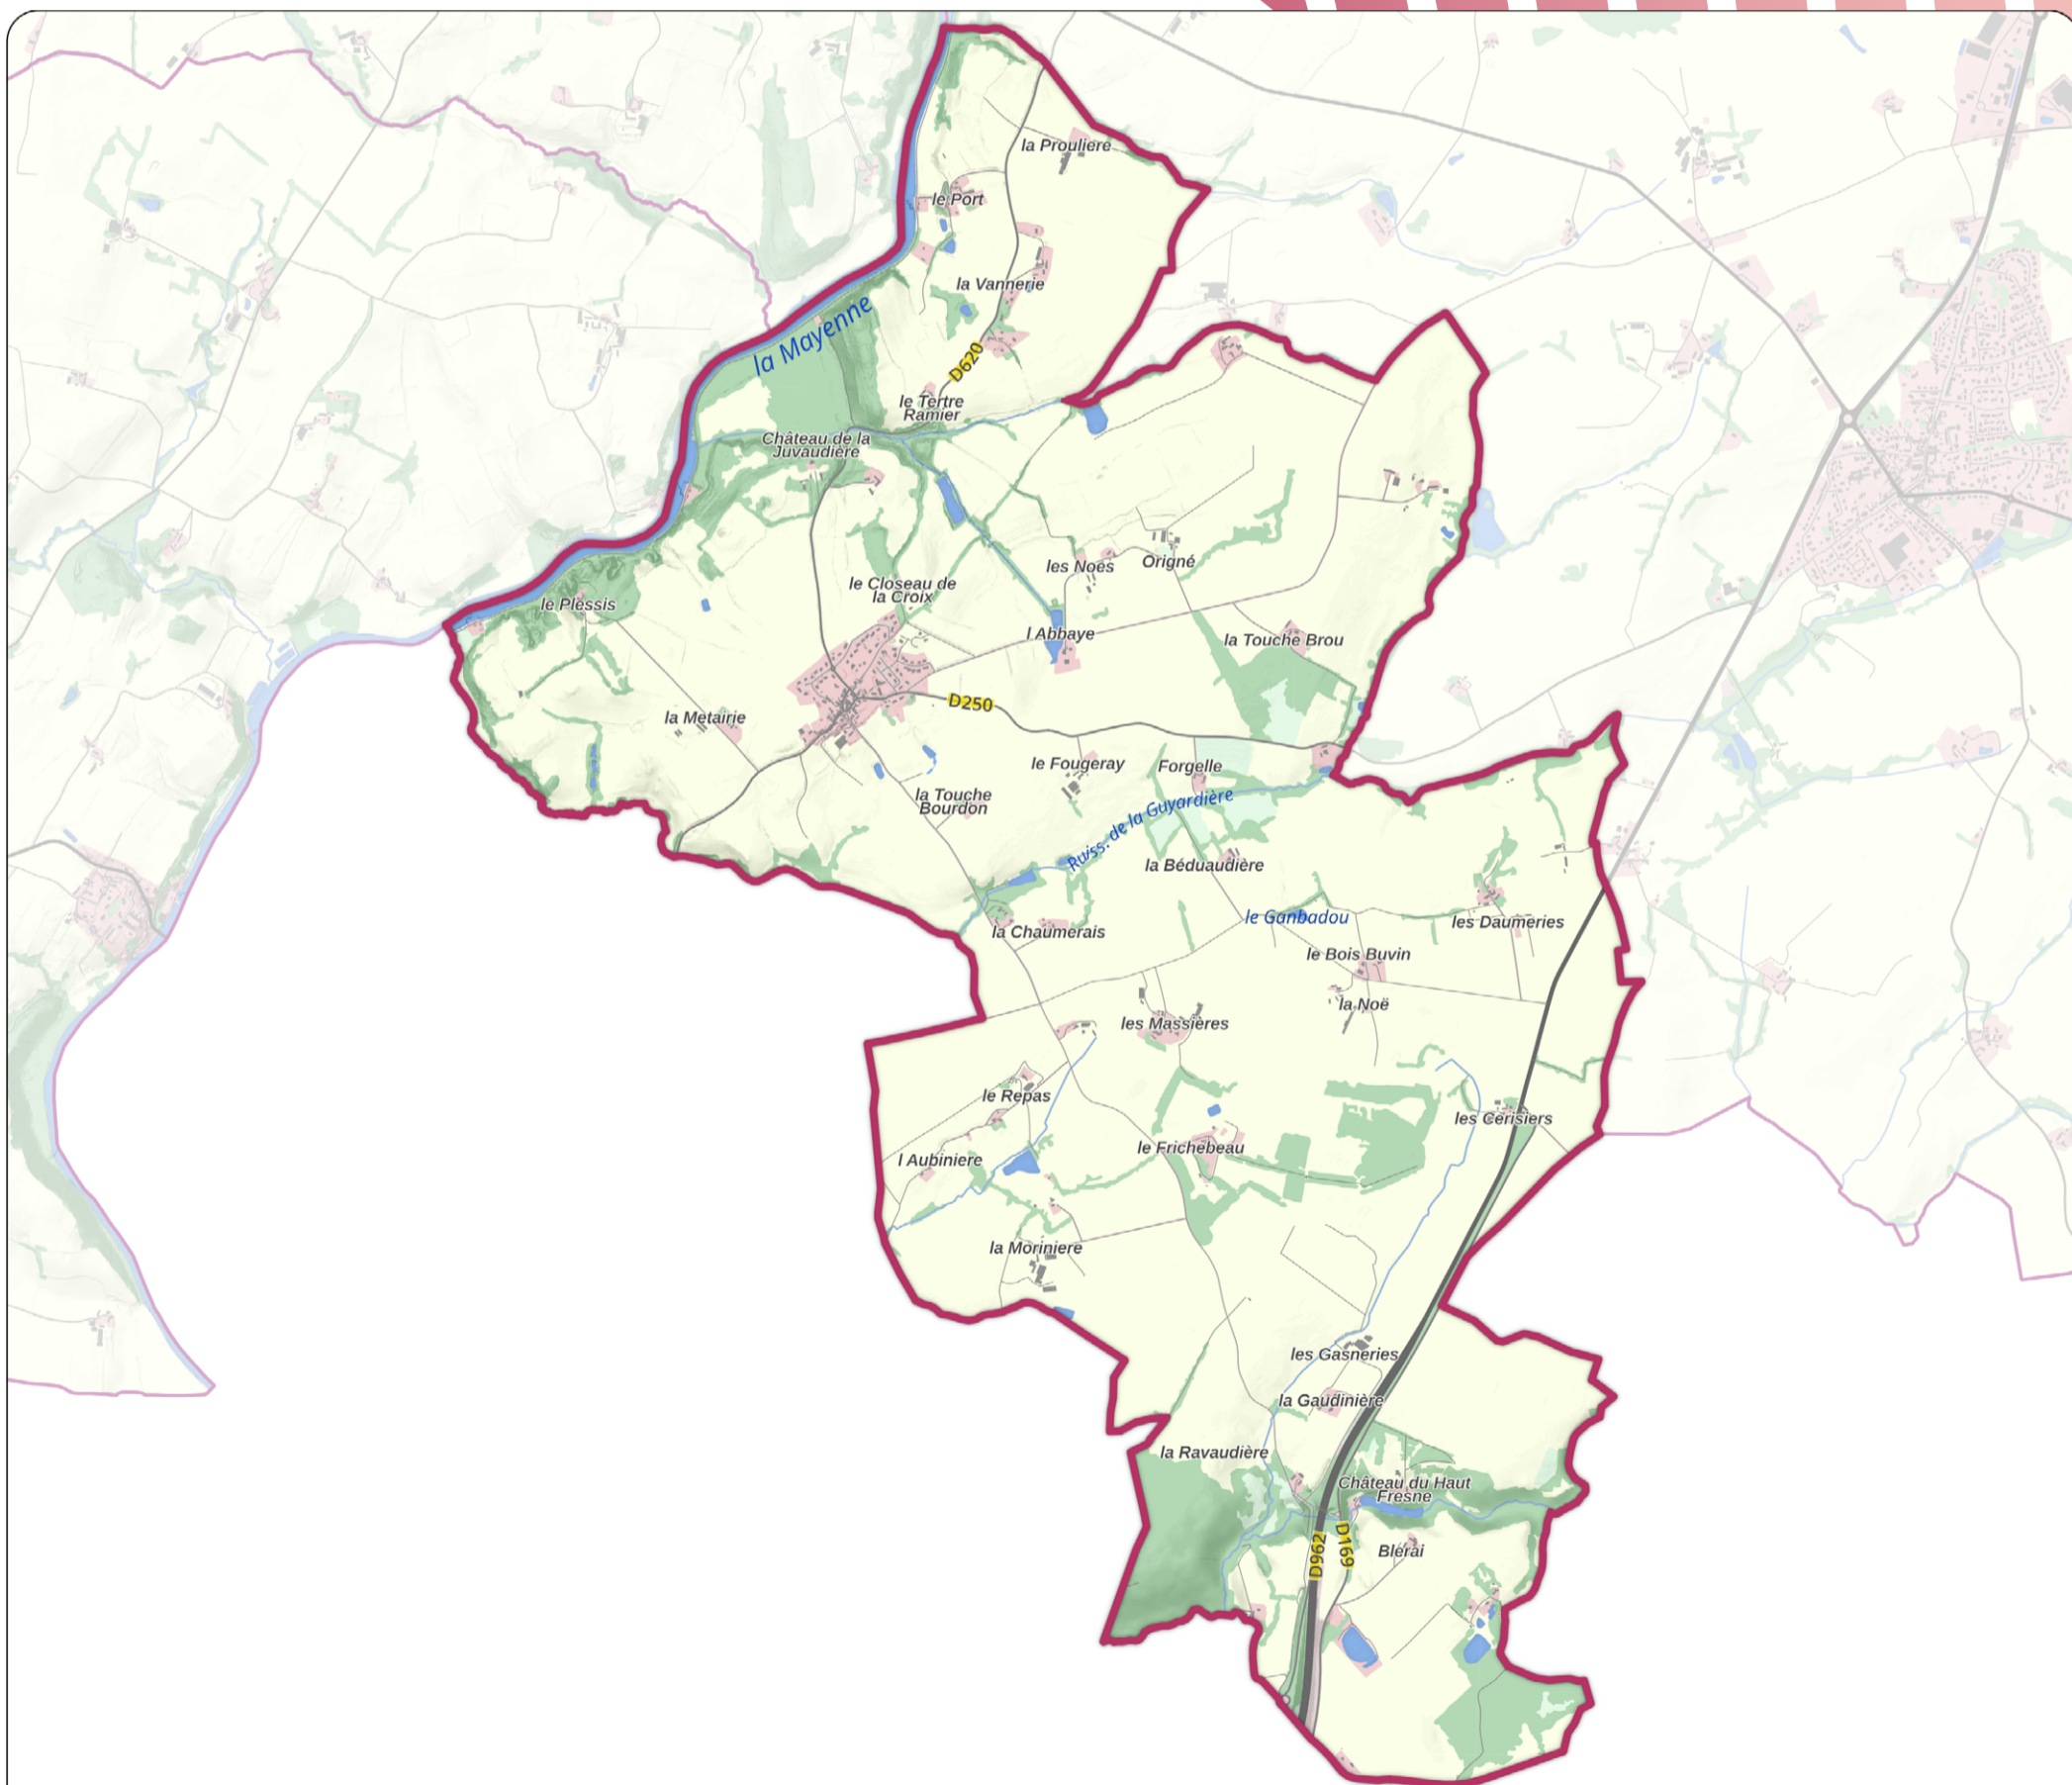 la Prouliere
le Port
la Vannerie
la Mayenne
D620
le Tertre
Ramier
Château de la
Juvaudière
les Noes
Origné
le Closeau de
la Croix
le Plessis
l Abbaye
la Touche Brou
D250
la Metairie
le Fougeray
Forgelle
la Touche
Bourdon
Ruiss. de la Guyardière
la Béduaudière
le Ganbadou
les Daumeries
la Chaumerais
le Bois Buvin
la Noë
les Massières
le Repas
les Cerisiers
le Frichebeau
l Aubiniere
la Moriniere
les Gasneries
la Gaudinière
la Ravaudière
Château du Haut
Fresne
D962
D169
Blérai